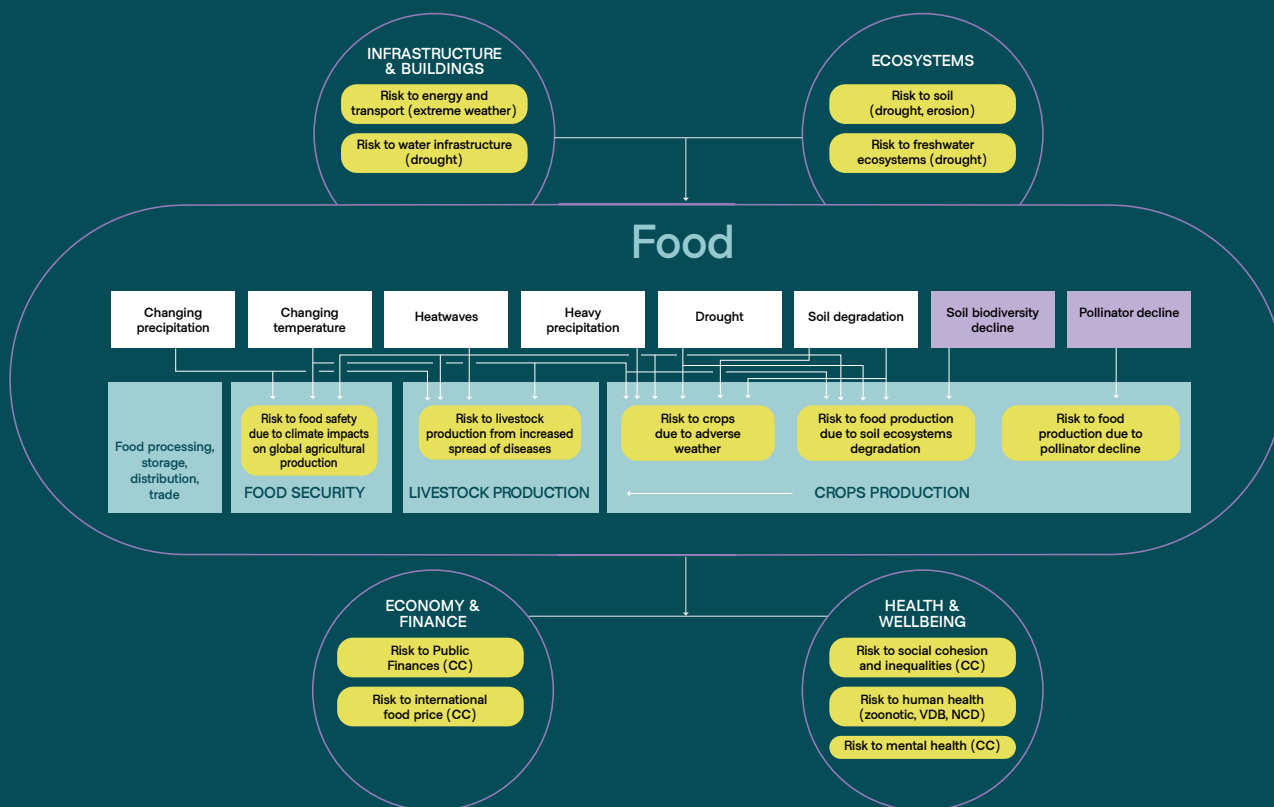 INFRASTRUCTURE
& BUILDINGS
Risk to energy and
transport (extreme weather)
Risk to water infrastructure
(drought)
ECOSYSTEMS
Risk to soil
(drought, erosion)
Risk to freshwater
ecosystems (drought)
Food
Changing
precipitation
Changing
temperature
Heatwaves
Heavy
precipitation
Drought
Soil degradation
Soil biodiversity
decline
Pollinator decline
Food processing,
storage,
distribution,
trade
Risk to food safety
due to climate impacts
on global agricultural
production
FOOD SECURITY
Risk to livestock
production from increased
spread of diseases
LIVESTOCK PRODUCTION
Risk to crops
due to adverse
weather
Risk to food production
due to soil ecosystems
degradation
Risk to food
production due to
pollinator decline
CROPS PRODUCTION
ECONOMY &
FINANCE
Risk to Public
Finances (CC)
Risk to international
food price (CC)
HEALTH &
WELLBEING
Risk to social cohesion
and inequalities (CC)
Risk to human health
(zoonotic, VDB, NCD)
Risk to mental health (CC)